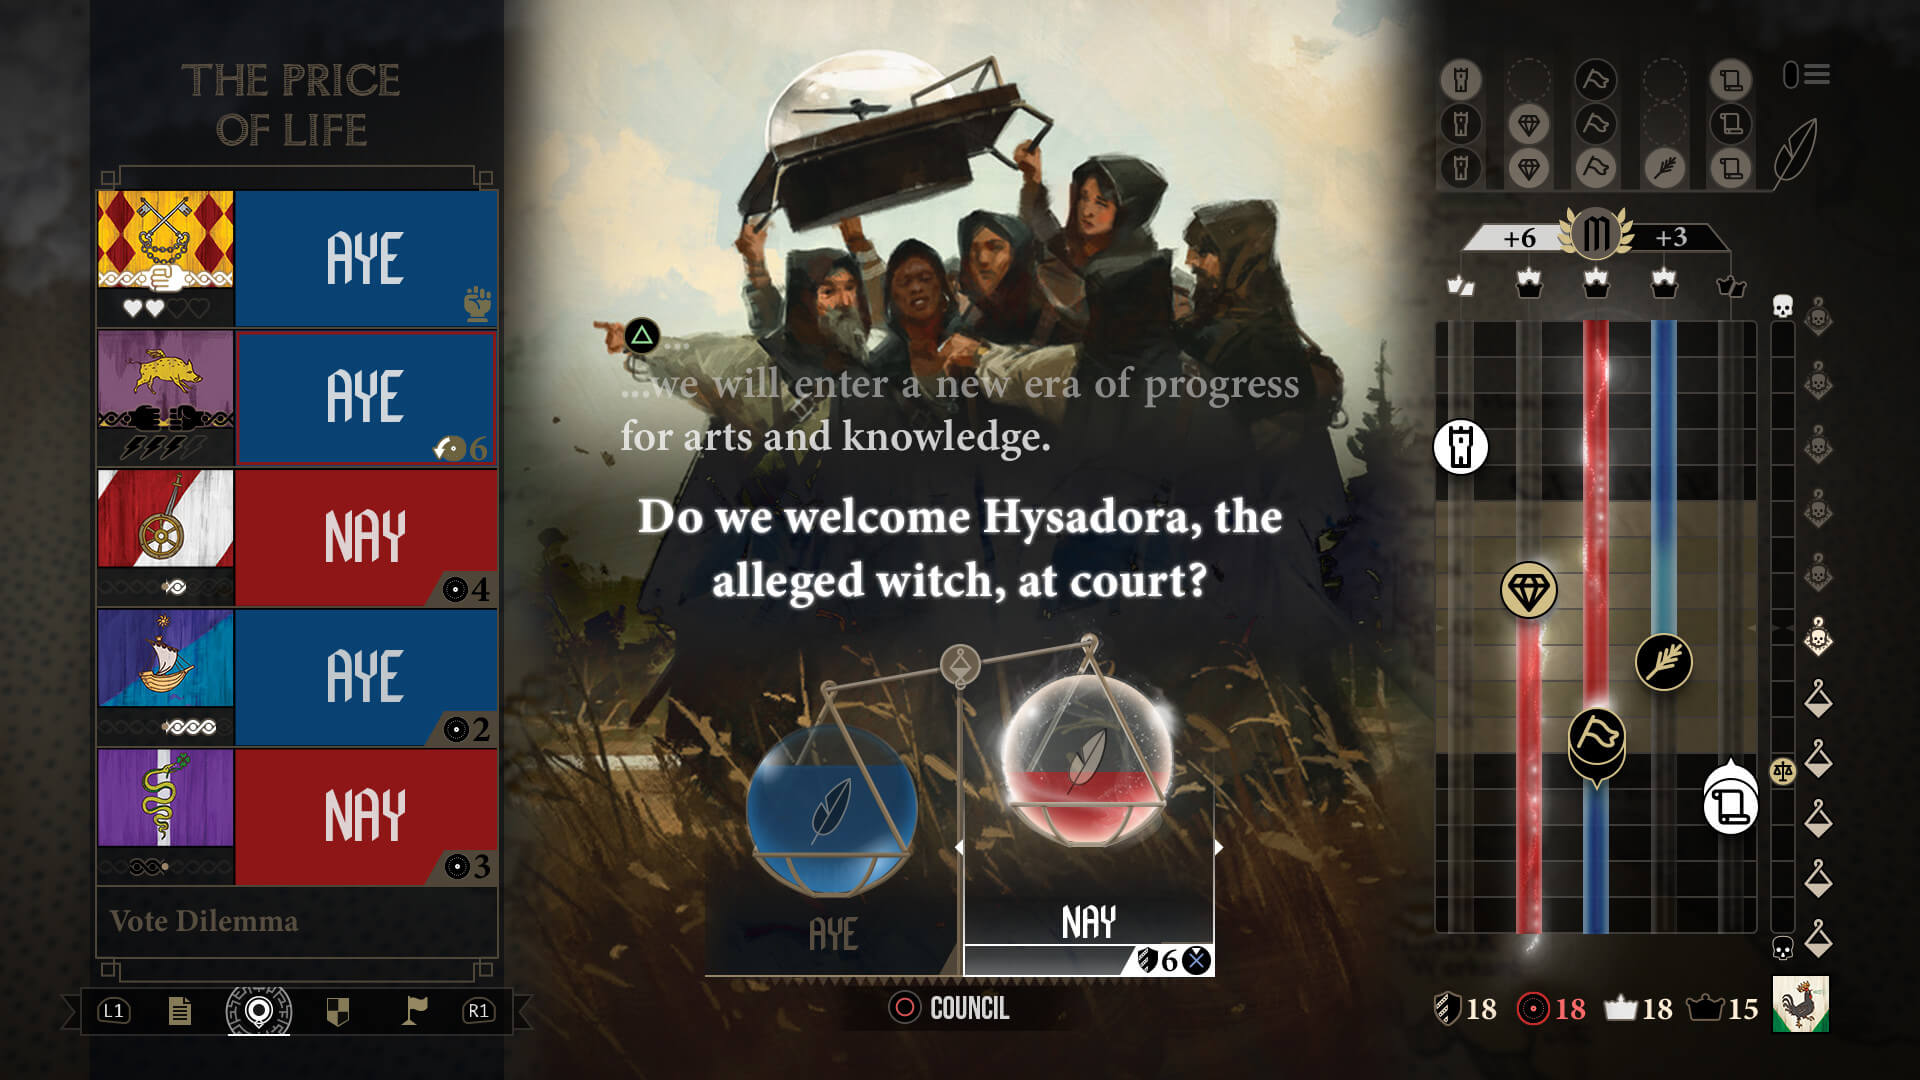 THE PRICE
OF LIFE
AYE
AYE
6
NAY
4
AYE
2
NAY
3
Vote Dilemma
L1
R1
...we will enter a new era of progress
for arts and knowledge.
Do we welcome Hysadora, the
alleged witch, at court?
AYE
NAY
6
COUNCIL
0
+6
M
+3
18
18
18
15